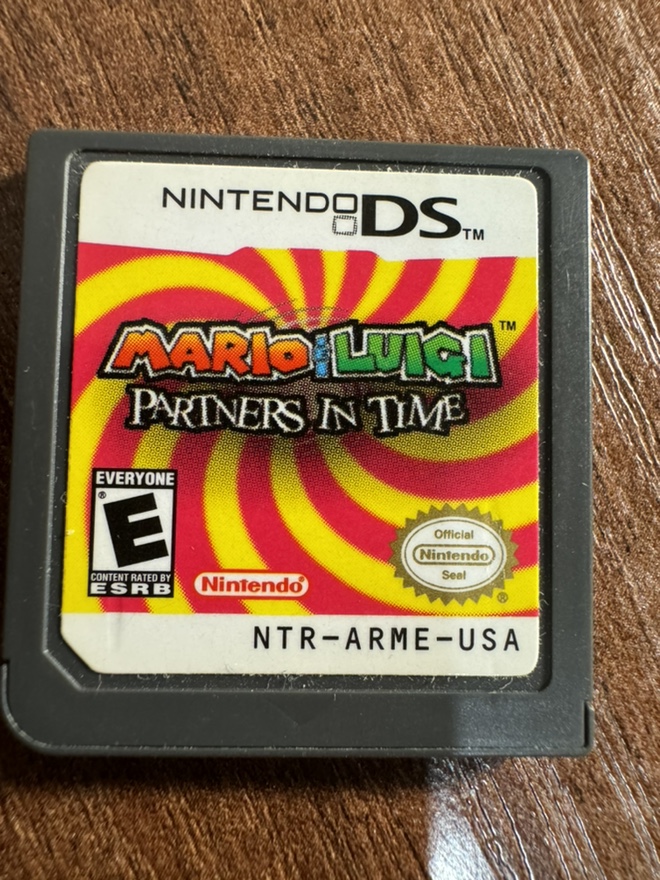 NINTENDO DS™
MARIO & LUIGI™
PARTNERS IN TIME
EVERYONE
E®
CONTENT RATED BY
ESRB
Nintendo®
Official
Nintendo
Seal
®
NTR-ARME-USA